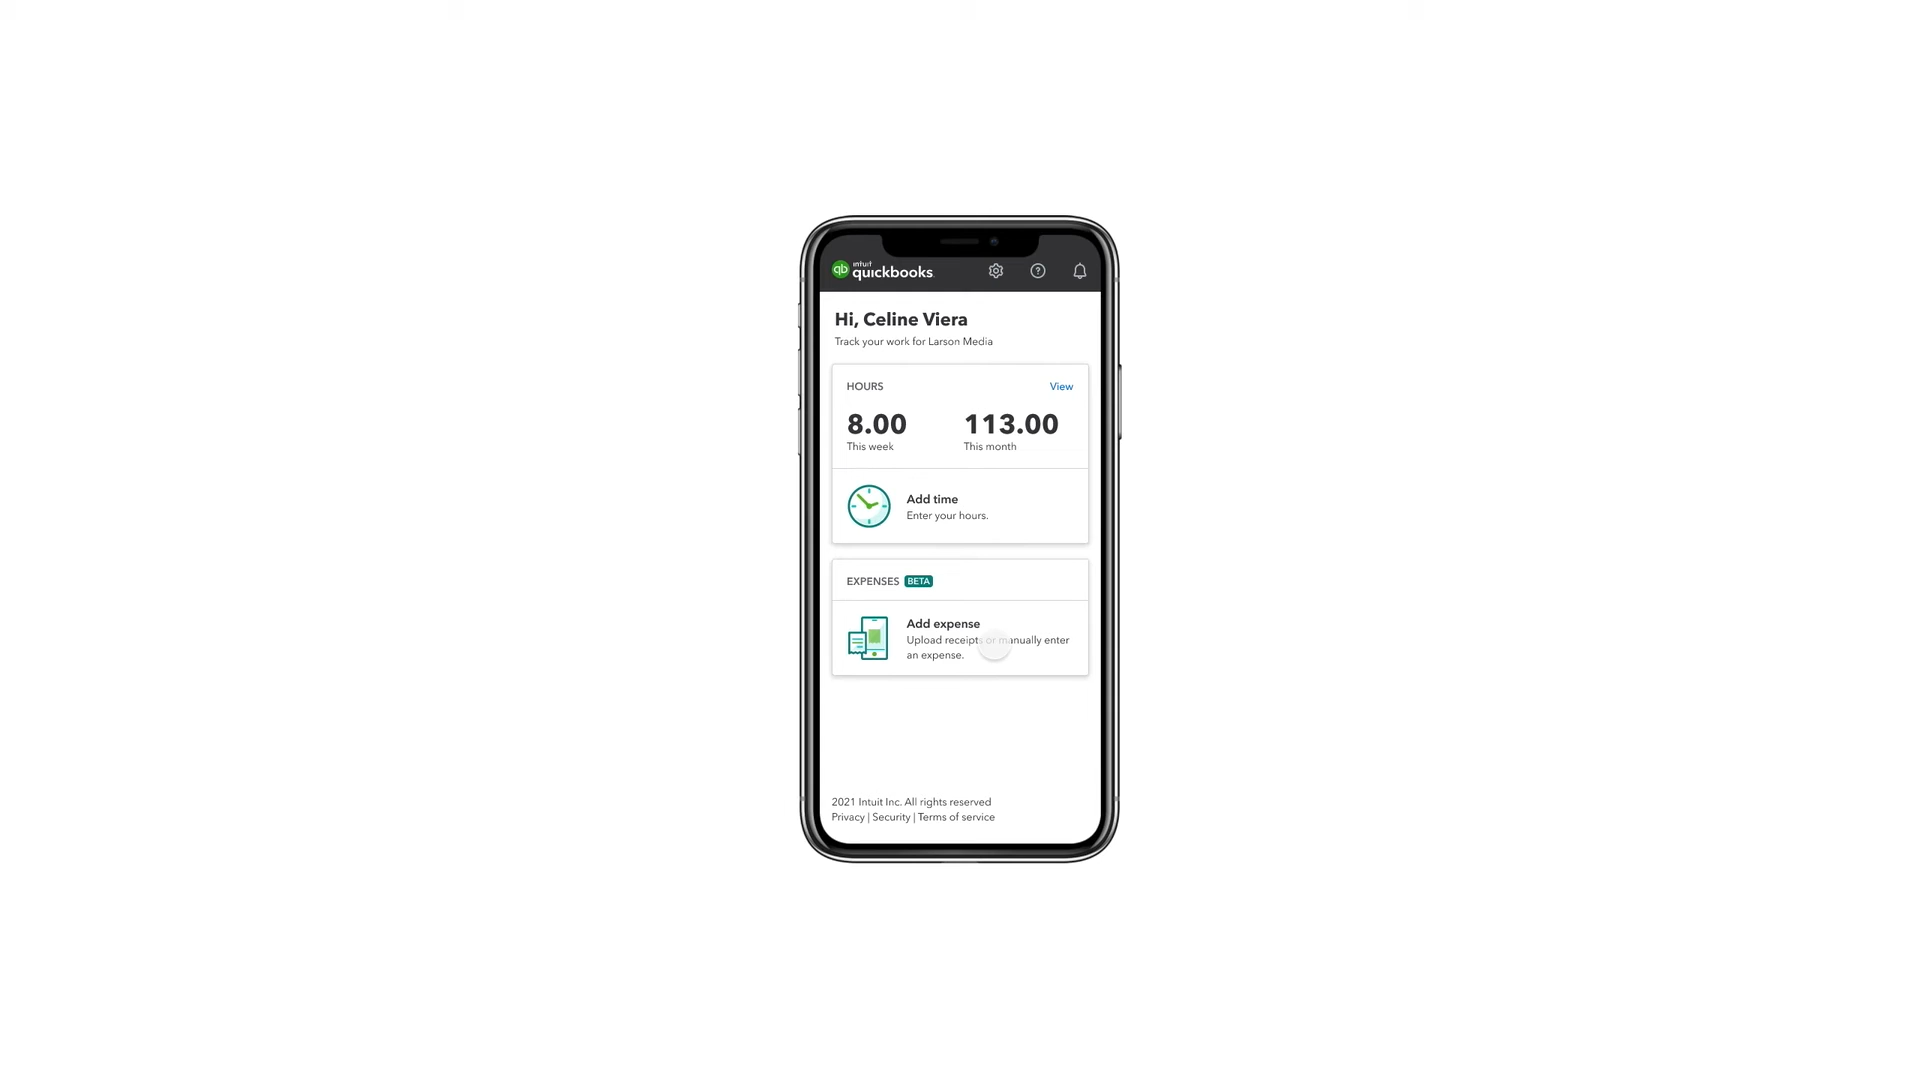 qb intuit quickbooks
Hi, Celine Viera
Track your work for Larson Media
HOURS View
8.00 113.00
This week This month
Add time
Enter your hours.
EXPENSES BETA
Add expense
Upload receipts or manually enter
an expense.
2021 Intuit Inc. All rights reserved
Privacy | Security | Terms of service